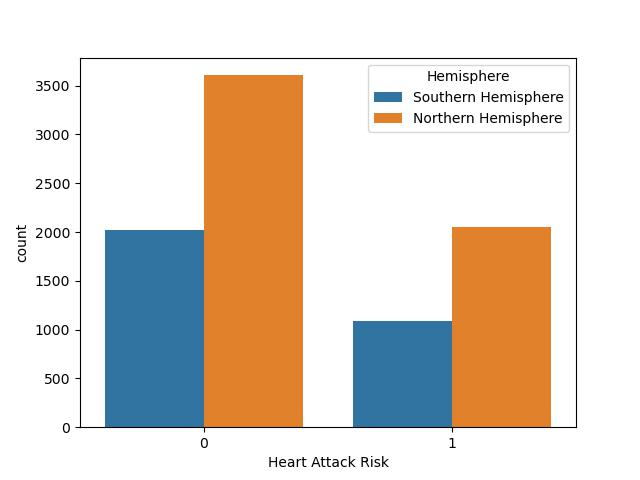 Hemisphere
Southern Hemisphere
Northern Hemisphere
3500
3000
2500
2000
1500
1000
500
0
count
0 1
Heart Attack Risk